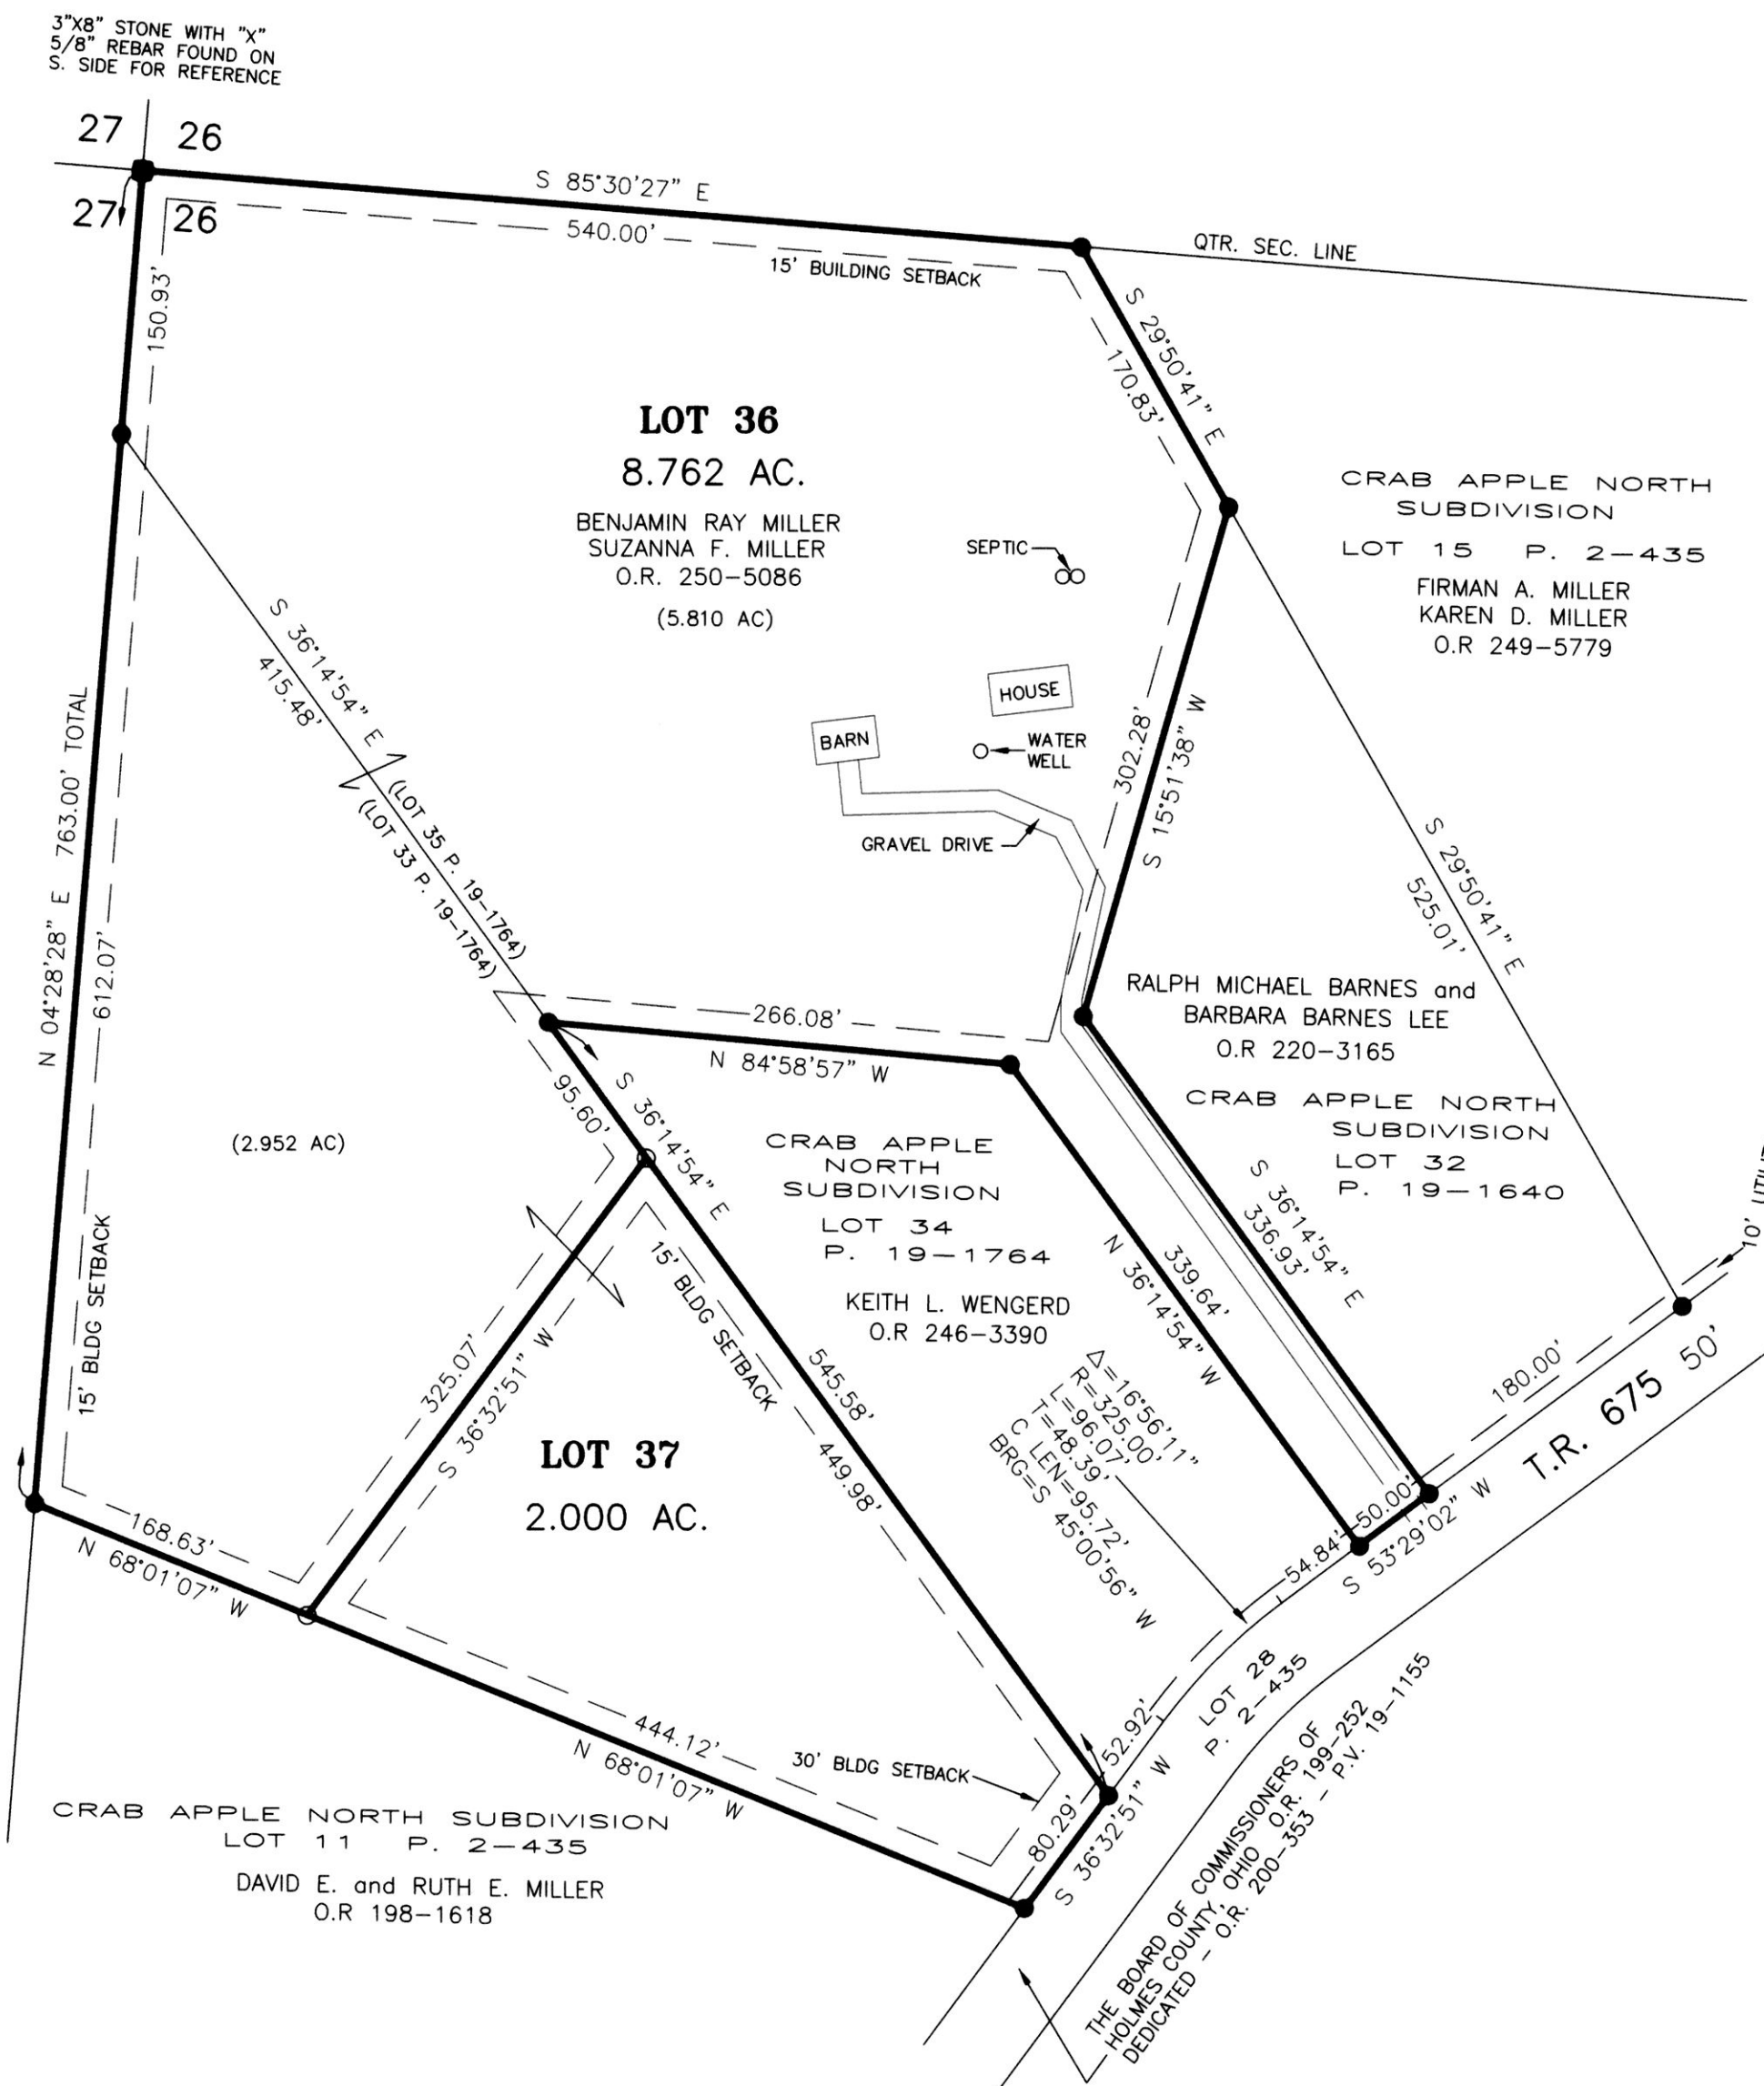 3"X8" STONE WITH "X"
5/8" REBAR FOUND ON
S. SIDE FOR REFERENCE
27 26
27 26
S 85°30'27" E
540.00'
15' BUILDING SETBACK
QTR. SEC. LINE
150.93'
S 29°50'41" E
170.83'
LOT 36
8.762 AC.
BENJAMIN RAY MILLER
SUZANNA F. MILLER
O.R. 250-5086
(5.810 AC)
SEPTIC
CRAB APPLE NORTH
SUBDIVISION
LOT 15 P. 2-435
FIRMAN A. MILLER
KAREN D. MILLER
O.R 249-5779
HOUSE
BARN
WATER
WELL
GRAVEL DRIVE
302.28'
S 15°51'38" W
S 36°14'54" E
415.48'
(LOT 35 P. 19-1764)
(LOT 33 P. 19-1764)
N 04°28'28" E 763.00' TOTAL
612.07'
15' BLDG SETBACK
S 29°50'41" E
525.01'
RALPH MICHAEL BARNES and
BARBARA BARNES LEE
O.R 220-3165
CRAB APPLE NORTH
SUBDIVISION
LOT 32
P. 19-1640
266.08'
N 84°58'57" W
95.60'
S 36°14'54" E
(2.952 AC)
CRAB APPLE
NORTH
SUBDIVISION
LOT 34
P. 19-1764
KEITH L. WENGERD
O.R 246-3390
S 36°14'54" E
336.93'
339.64'
N 36°14'54" W
10' UTILIT
180.00'
T.R. 675 50'
15' BLDG SETBACK
545.58'
449.98'
325.07'
S 36°32'51" W
LOT 37
2.000 AC.
Δ=16°56'11"
R=325.00'
L=96.07'
T=48.39'
C LEN=95.72'
BRG=S 45°00'56" W
54.84'
50.00'
S 53°29'02" W
168.63'
N 68°01'07" W
444.12'
N 68°01'07" W
30' BLDG SETBACK
52.92'
80.29'
S 36°32'51" W
LOT 28
P. 2-435
CRAB APPLE NORTH SUBDIVISION
LOT 11 P. 2-435
DAVID E. and RUTH E. MILLER
O.R 198-1618
THE BOARD OF COMMISSIONERS OF
HOLMES COUNTY, OHIO O.R. 199-252
DEDICATED - O.R. 200-353 - P.V. 19-1155